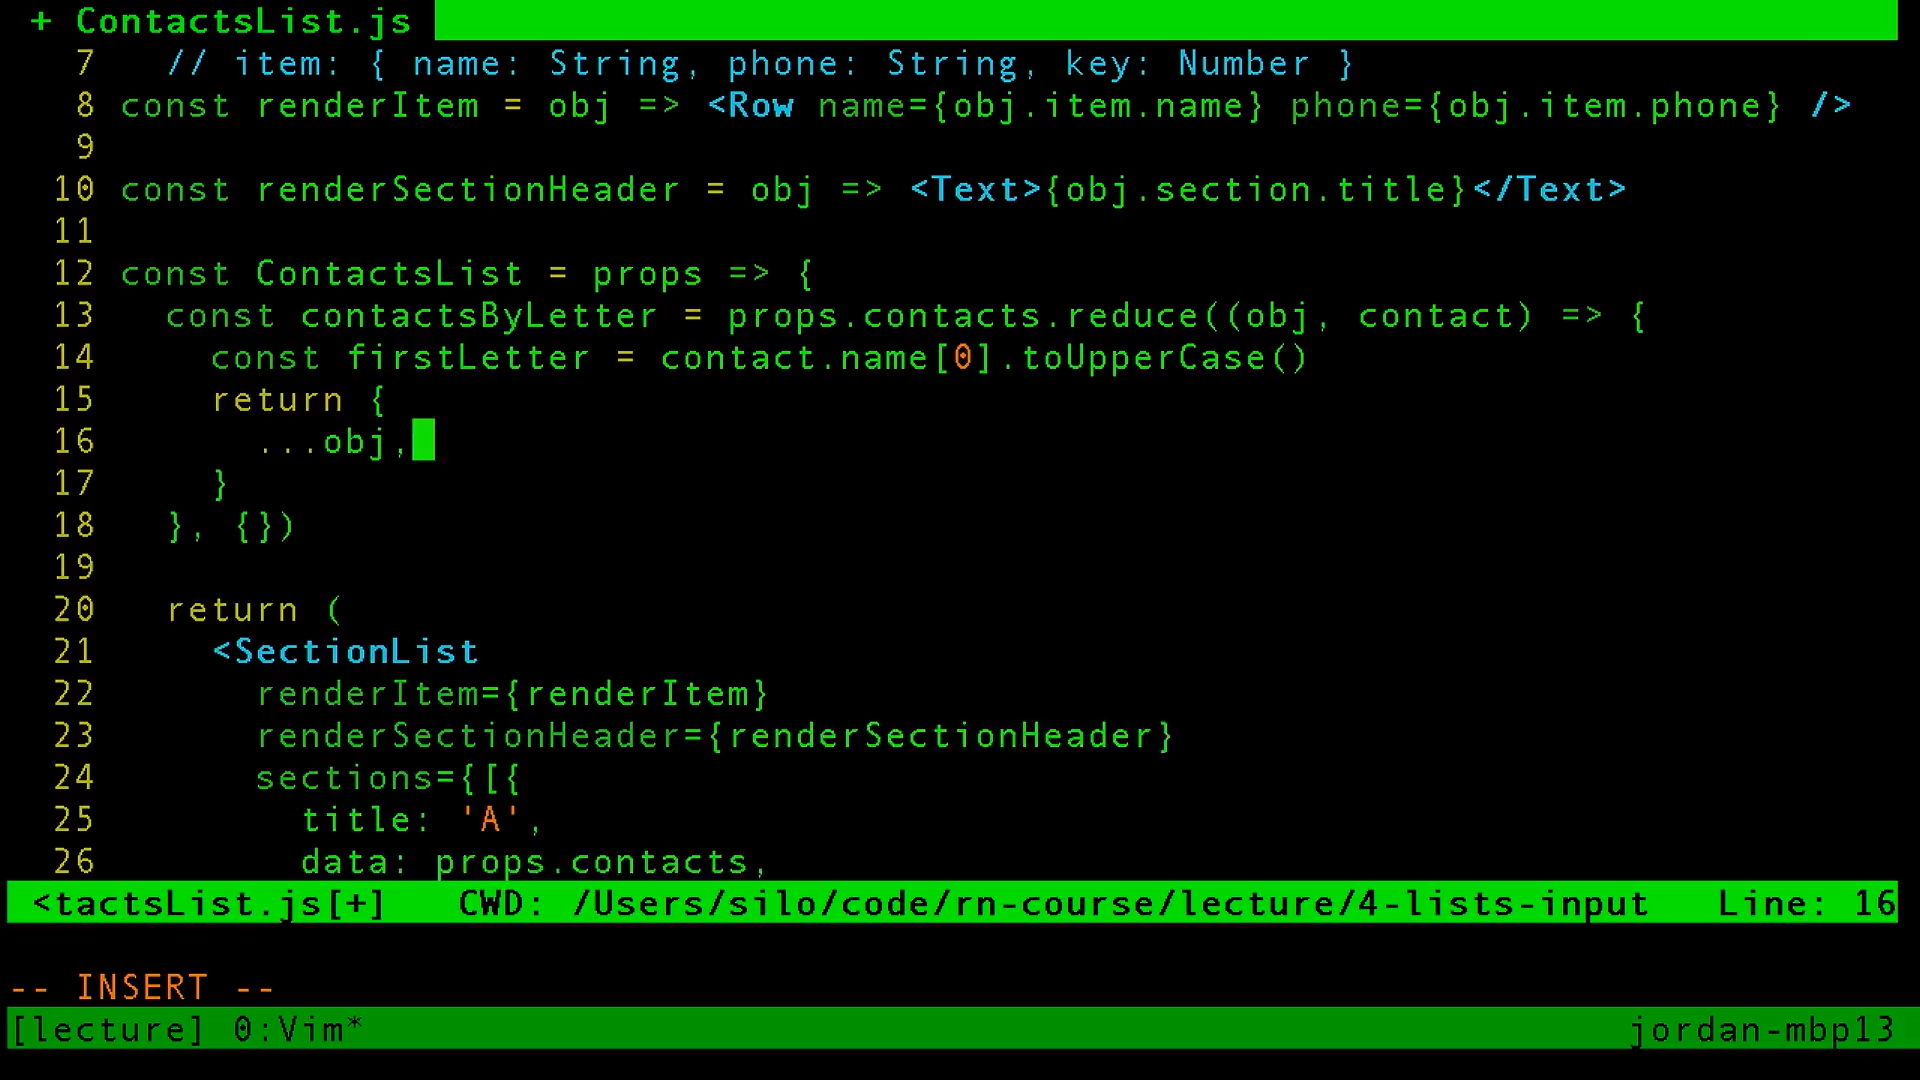 + ContactsList.js
7 // item: { name: String, phone: String, key: Number }
8 const renderItem = obj => <Row name={obj.item.name} phone={obj.item.phone} />
9
10 const renderSectionHeader = obj => <Text>{obj.section.title}</Text>
11
12 const ContactsList = props => {
13 const contactsByLetter = props.contacts.reduce((obj, contact) => {
14 const firstLetter = contact.name[0].toUpperCase()
15 return {
16 ...obj,
17 }
18 }, {})
19
20 return (
21 <SectionList
22 renderItem={renderItem}
23 renderSectionHeader={renderSectionHeader}
24 sections={[{
25 title: 'A',
26 data: props.contacts,
<tactsList.js[+] CWD: /Users/silo/code/rn-course/lecture/4-lists-input Line: 16
-- INSERT --
[lecture] 0:Vim* jordan-mbp13